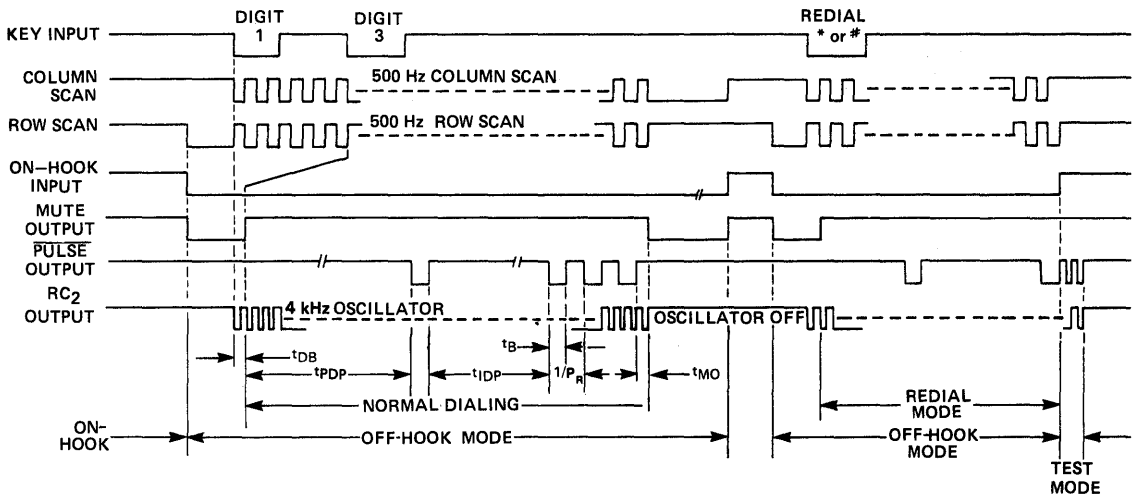 DIGIT
1
DIGIT
3
REDIAL
* or #
KEY INPUT
COLUMN
SCAN
500 Hz COLUMN SCAN
ROW SCAN
500 Hz ROW SCAN
ON-HOOK
INPUT
MUTE
OUTPUT
PULSE
OUTPUT
RC2
OUTPUT
4 kHz OSCILLATOR
OSCILLATOR OFF
tDB
tB
tPDP
tIDP
1/PR
tMO
NORMAL DIALING
REDIAL
MODE
ON-
HOOK
OFF-HOOK MODE
OFF-HOOK
MODE
TEST
MODE